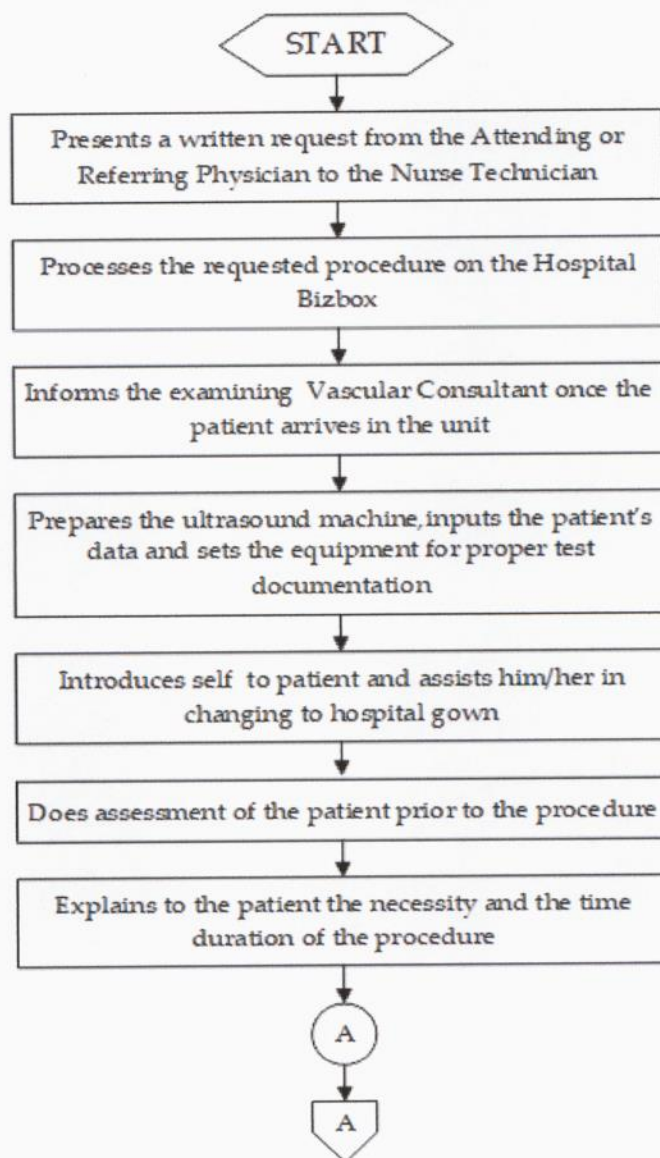 START
Presents a written request from the Attending or
Referring Physician to the Nurse Technician
Processes the requested procedure on the Hospital
Bizbox
Informs the examining Vascular Consultant once the
patient arrives in the unit
Prepares the ultrasound machine, inputs the patient's
data and sets the equipment for proper test
documentation
Introduces self to patient and assists him/her in
changing to hospital gown
Does assessment of the patient prior to the procedure
Explains to the patient the necessity and the time
duration of the procedure
A
A